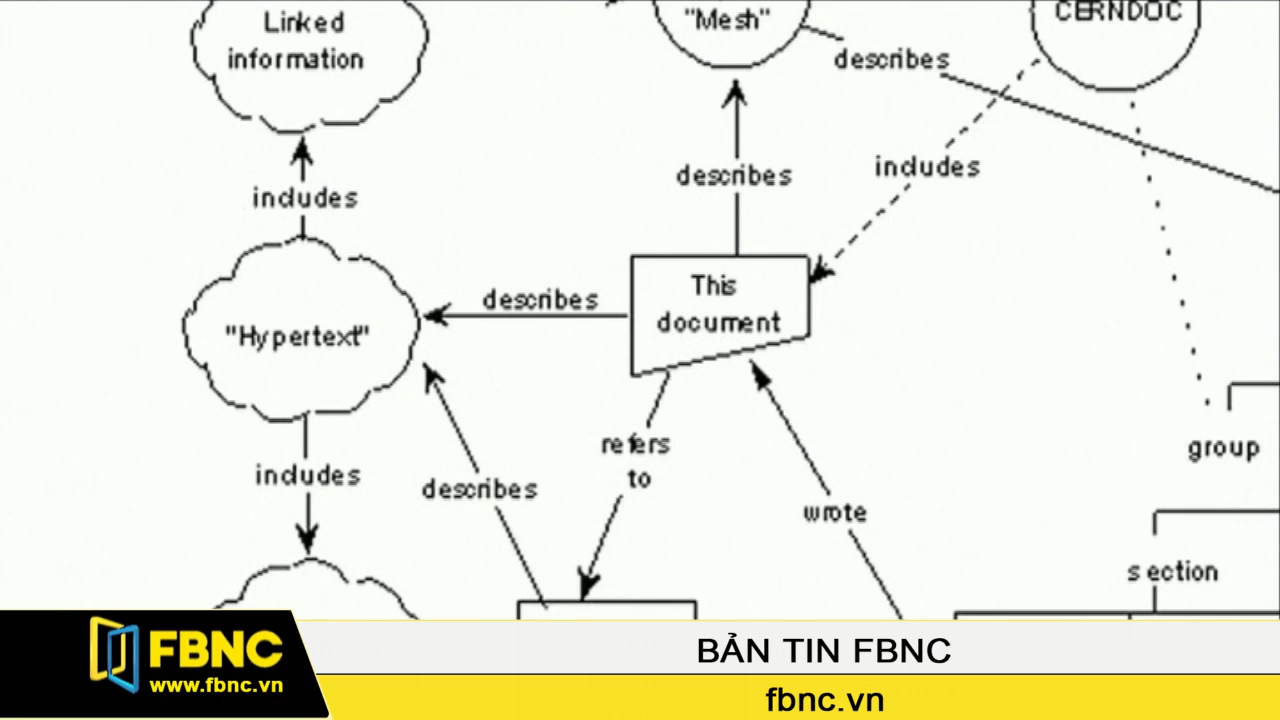 Linked
information
"Mesh"
CERNDOC
describes
includes
describes
includes
describes
This
document
"Hypertext"
refers
to
includes
describes
wrote
group
section
FBNC
www.fbnc.vn
BẢN TIN FBNC
fbnc.vn